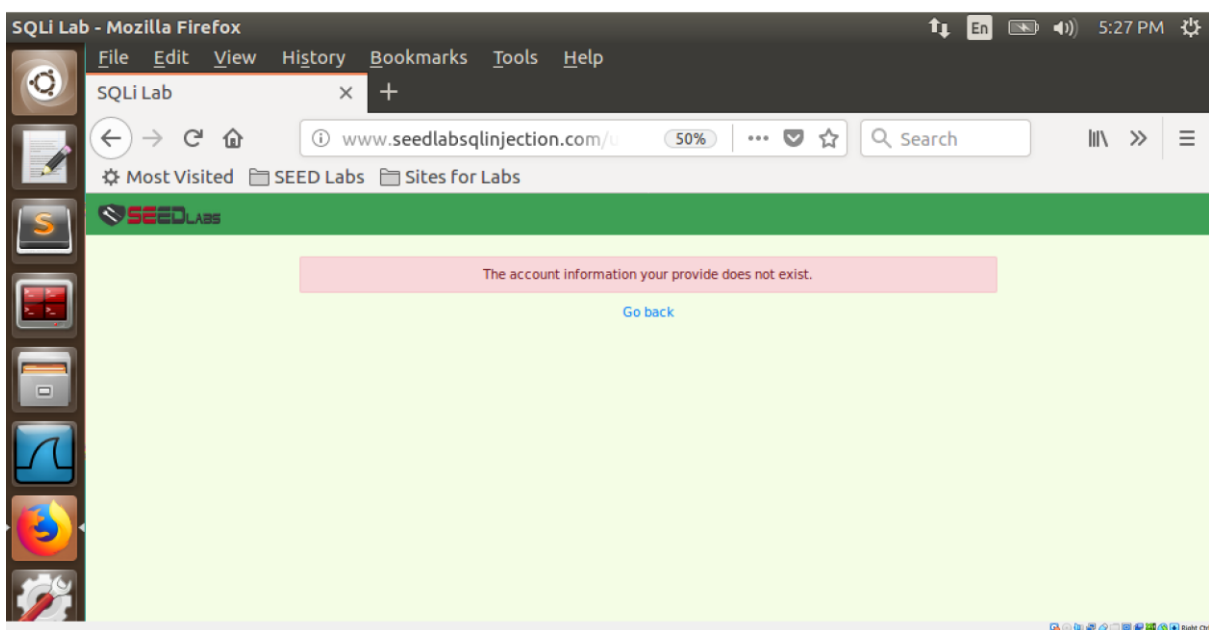 SQLi Lab - Mozilla Firefox
En
5:27 PM
File Edit View History Bookmarks Tools Help
SQLi Lab
www.seedlabsqlinjection.com/u
50%
Search
Most Visited SEED Labs Sites for Labs
SEEDLABS
The account information your provide does not exist.
Go back
S
Right Ctrl